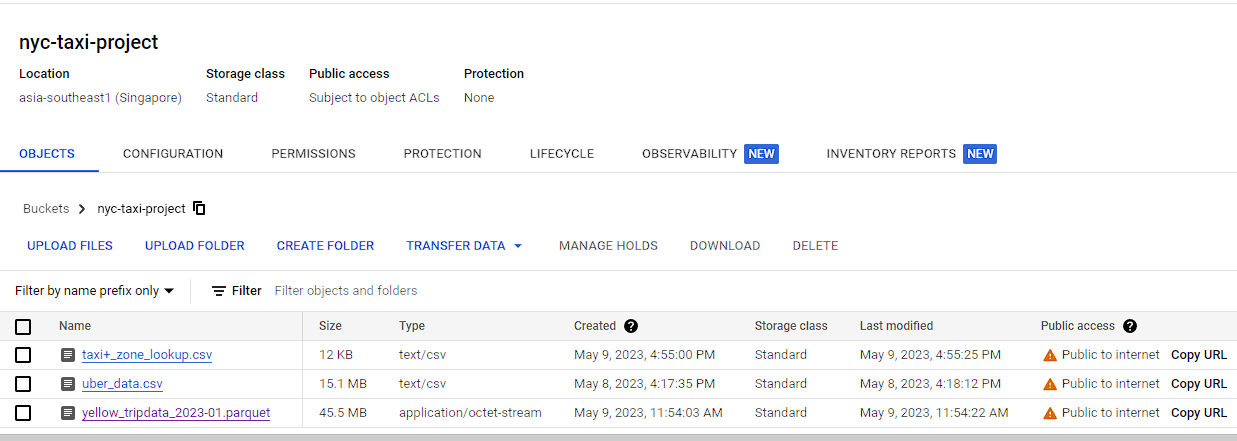 nyc-taxi-project
Location Storage class Public access Protection
asia-southeast1 (Singapore) Standard Subject to object ACLs None
OBJECTS CONFIGURATION PERMISSIONS PROTECTION LIFECYCLE OBSERVABILITY NEW INVENTORY REPORTS NEW
Buckets > nyc-taxi-project
UPLOAD FILES UPLOAD FOLDER CREATE FOLDER TRANSFER DATA MANAGE HOLDS DOWNLOAD DELETE
Filter by name prefix only Filter Filter objects and folders
Name Size Type Created ? Storage class Last modified Public access ?
taxi+_zone_lookup.csv 12 KB text/csv May 9, 2023, 4:55:00 PM Standard May 9, 2023, 4:55:25 PM Public to internet Copy URL
uber_data.csv 15.1 MB text/csv May 8, 2023, 4:17:35 PM Standard May 8, 2023, 4:18:12 PM Public to internet Copy URL
yellow_tripdata_2023-01.parquet 45.5 MB application/octet-stream May 9, 2023, 11:54:03 AM Standard May 9, 2023, 11:54:22 AM Public to internet Copy URL